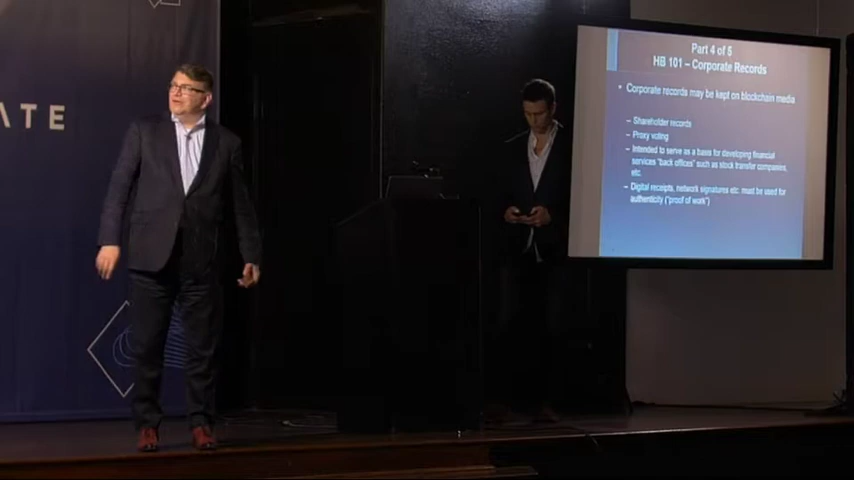 ATE
Part 4 of 5
HB 101 – Corporate Records
• Corporate records may be kept on blockchain media
– Shareholder records
– Proxy voting
– Intended to serve as a basis for developing financial
services "back offices" such as stock transfer companies,
etc.
– Digital receipts, network signatures etc. must be used for
authenticity ("proof of work")